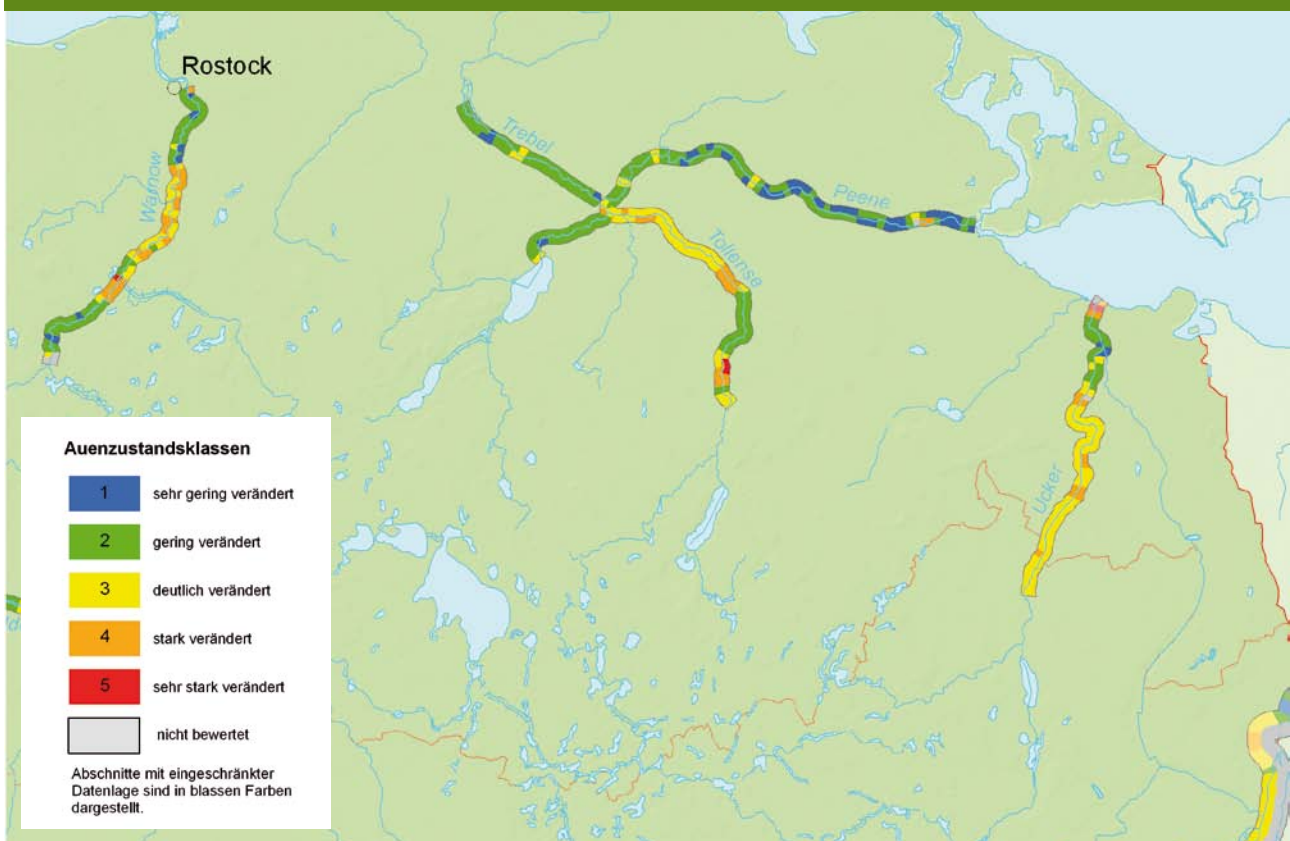 Rostock
Warnow
Trebel
Peene
Tollense
Ucker
Auenzustandsklassen
1 sehr gering verändert
2 gering verändert
3 deutlich verändert
4 stark verändert
5 sehr stark verändert
nicht bewertet
Abschnitte mit eingeschränkter
Datenlage sind in blassen Farben
dargestellt.